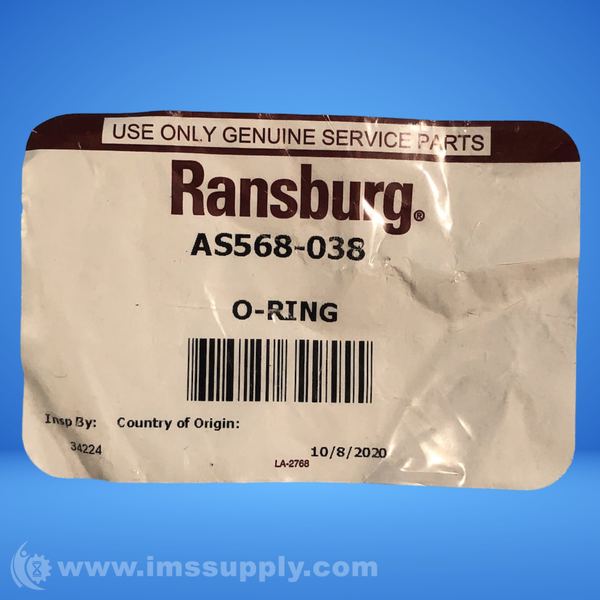 USE ONLY GENUINE SERVICE PARTS
Ransburg®
AS568-038
O-RING
Insp By: Country of Origin:
34224
10/8/2020
LA-2768
www.imssupply.com